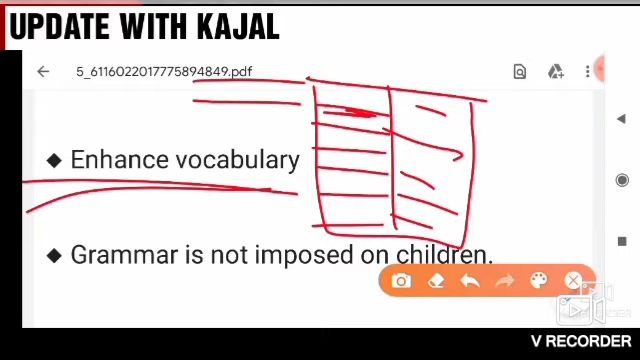 UPDATE WITH KAJAL
5_6116022017775894849.pdf
◆ Enhance vocabulary
◆ Grammar is not imposed on children.
V RECORDER